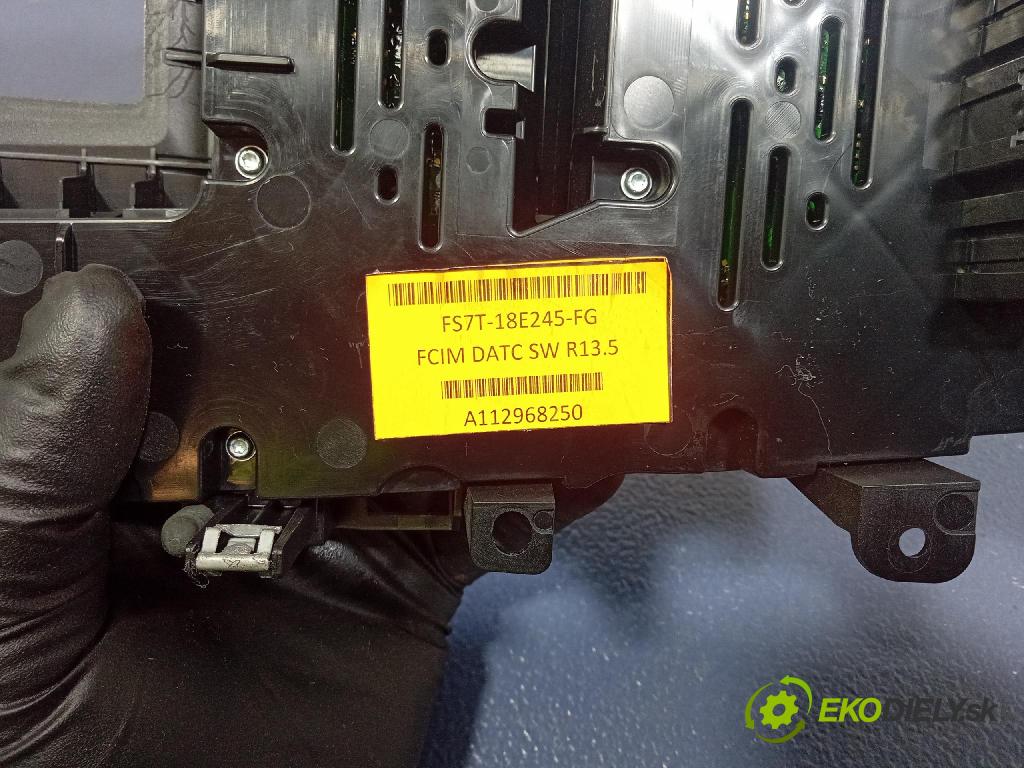 FS7T-18E245-FG
FCIM DATC SW R13.5
A112968250
EKODIELY.sk